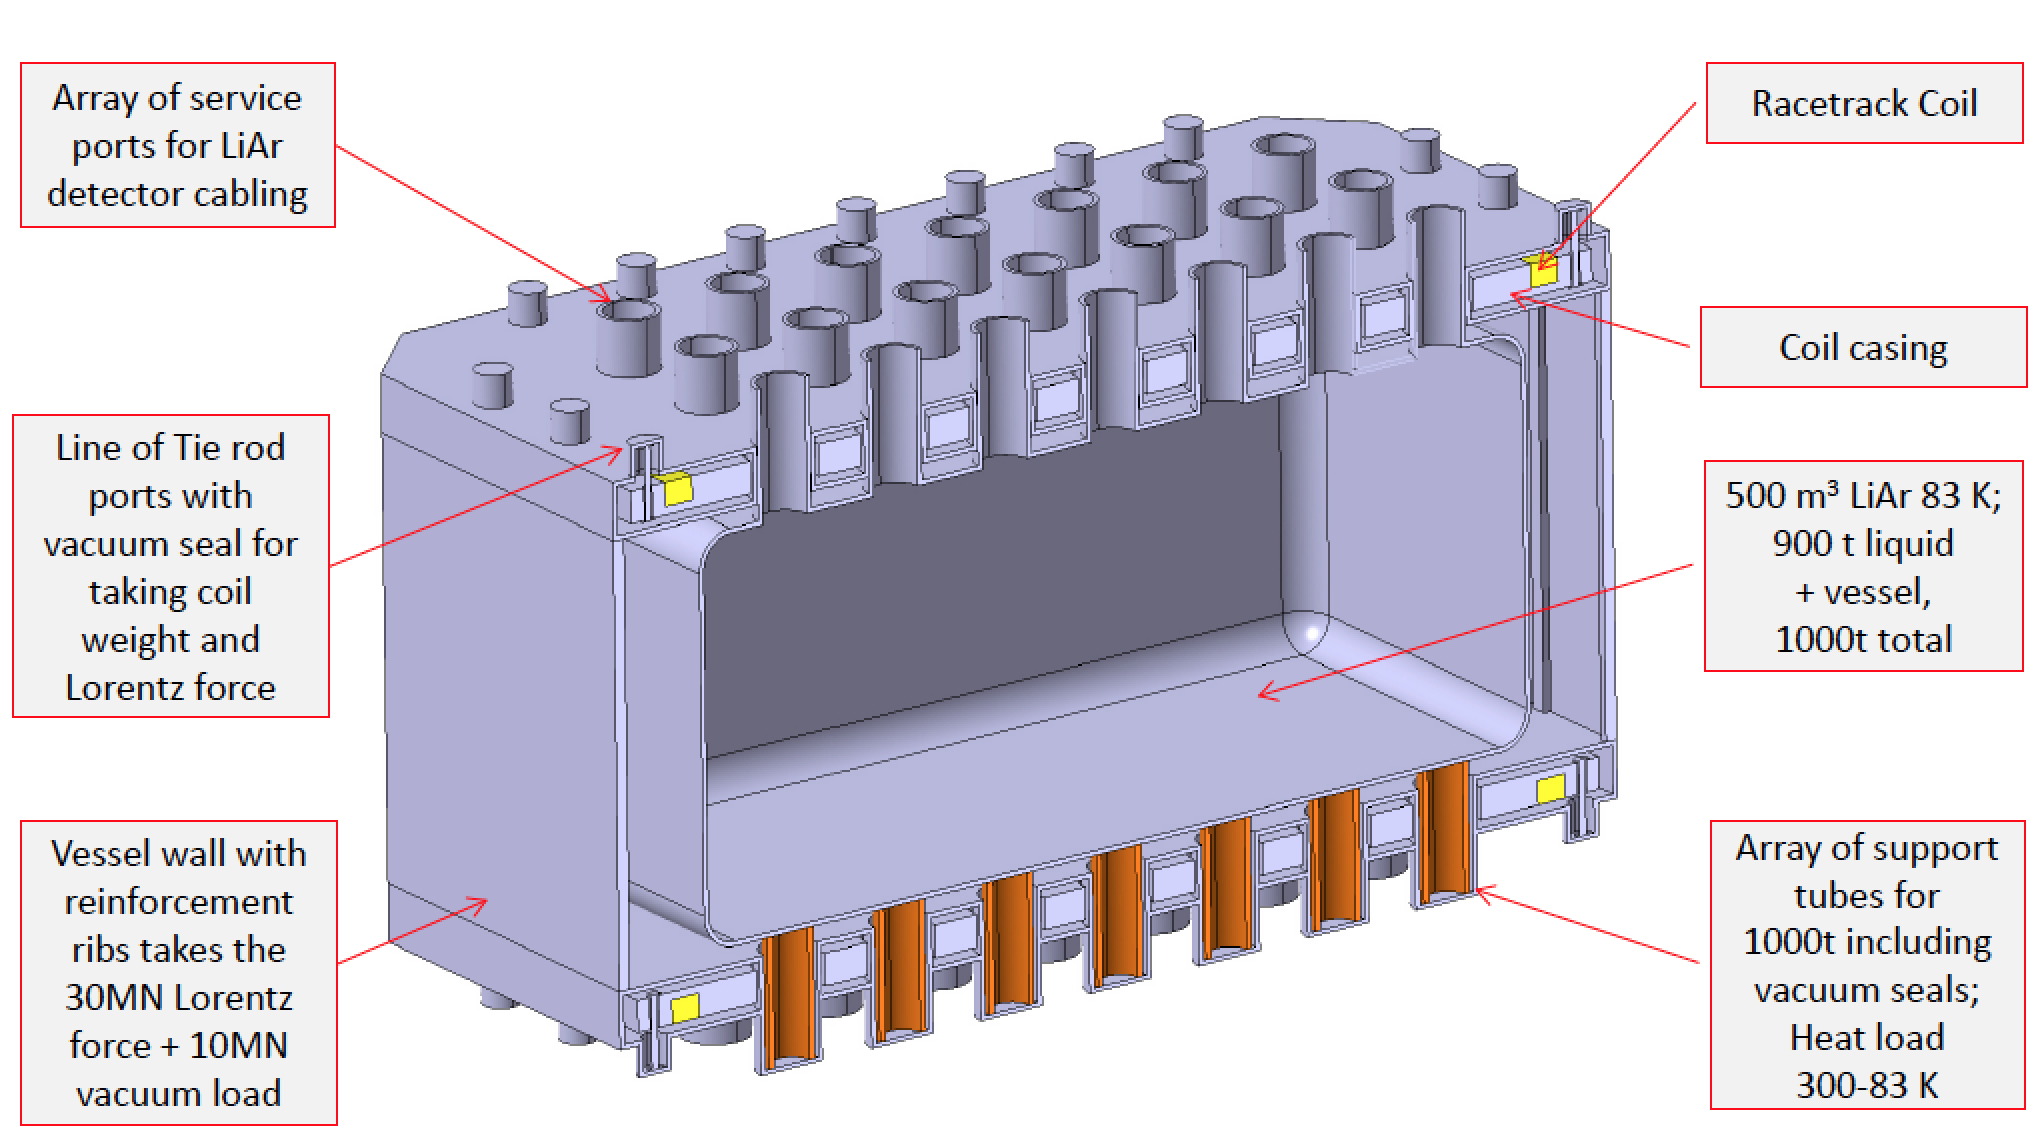 Array of service
ports for LiAr
detector cabling
Line of Tie rod
ports with
vacuum seal for
taking coil
weight and
Lorentz force
Vessel wall with
reinforcement
ribs takes the
30MN Lorentz
force + 10MN
vacuum load
Racetrack Coil
Coil casing
500 m³ LiAr 83 K;
900 t liquid
+ vessel,
1000t total
Array of support
tubes for
1000t including
vacuum seals;
Heat load
300-83 K